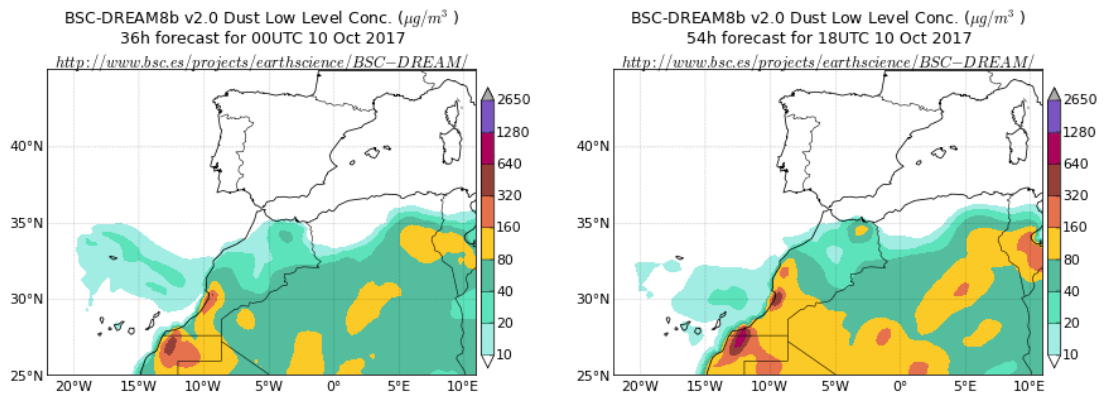 BSC-DREAM8b v2.0 Dust Low Level Conc. (μg/m³ )
36h forecast for 00UTC 10 Oct 2017
http://www.bsc.es/projects/earthscience/BSC−DREAM/
2650
1280
640
320
160
80
40
20
10
40°N
35°N
30°N
25°N
20°W
15°W
10°W
5°W
0°
5°E
10°E
BSC-DREAM8b v2.0 Dust Low Level Conc. (μg/m³ )
54h forecast for 18UTC 10 Oct 2017
http://www.bsc.es/projects/earthscience/BSC−DREAM/
2650
1280
640
320
160
80
40
20
10
40°N
35°N
30°N
25°N
20°W
15°W
10°W
5°W
0°
5°E
10°E